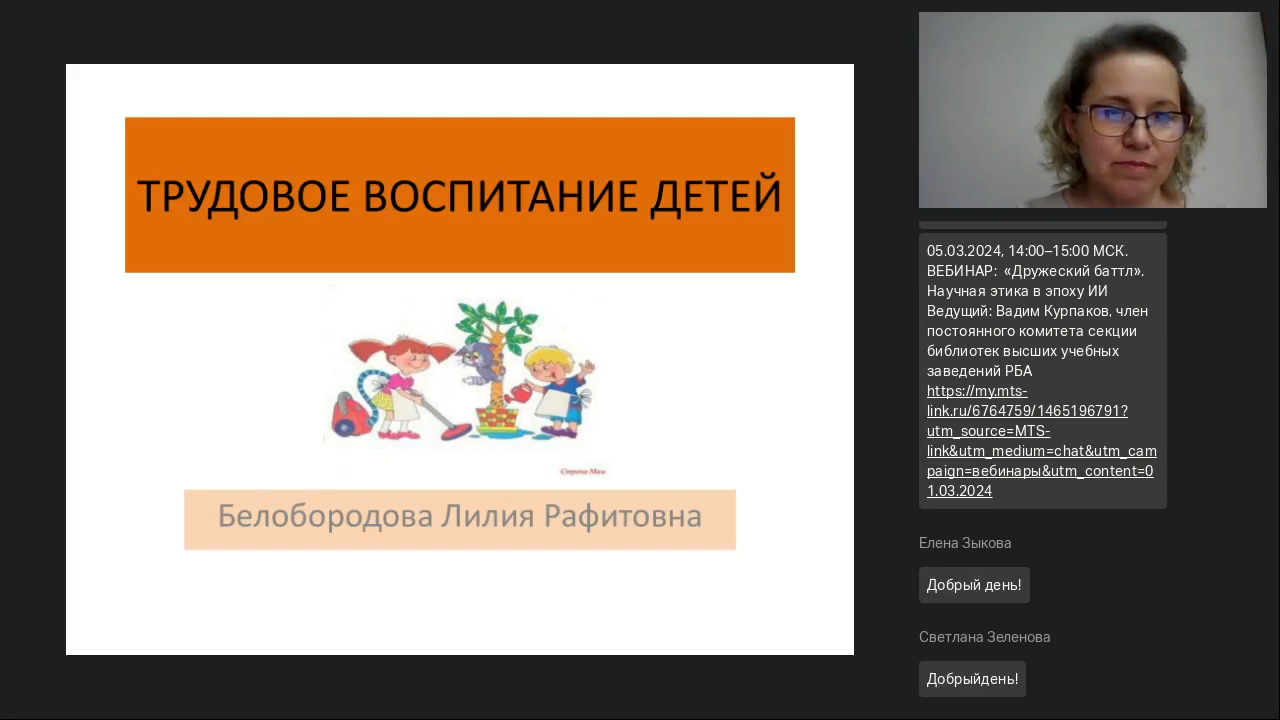 ТРУДОВОЕ ВОСПИТАНИЕ ДЕТЕЙ
Страна Мам
Белобородова Лилия Рафитовна
05.03.2024, 14:00–15:00 МСК.
ВЕБИНАР:  «Дружеский баттл».
Научная этика в эпоху ИИ
Ведущий: Вадим Курпаков, член
постоянного комитета секции
библиотек высших учебных
заведений РБА
https://my.mts-
link.ru/6764759/1465196791?
utm_source=MTS-
link&utm_medium=chat&utm_cam
paign=вебинары&utm_content=0
1.03.2024
Елена Зыкова
Добрый день!
Светлана Зеленова
Добрыйдень!